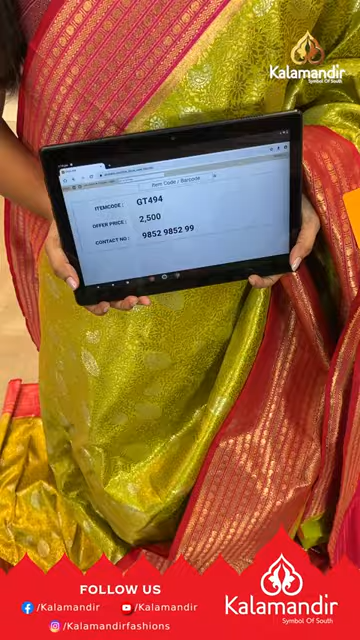 Kalamandir
Symbol Of South
Item Code / Barcode
ITEMCODE : GT494
OFFER PRICE : 2,500
CONTACT NO : 9852 9852 99
FOLLOW US
/Kalamandir /Kalamandir
/Kalamandirfashions
Kalamandir
Symbol Of South